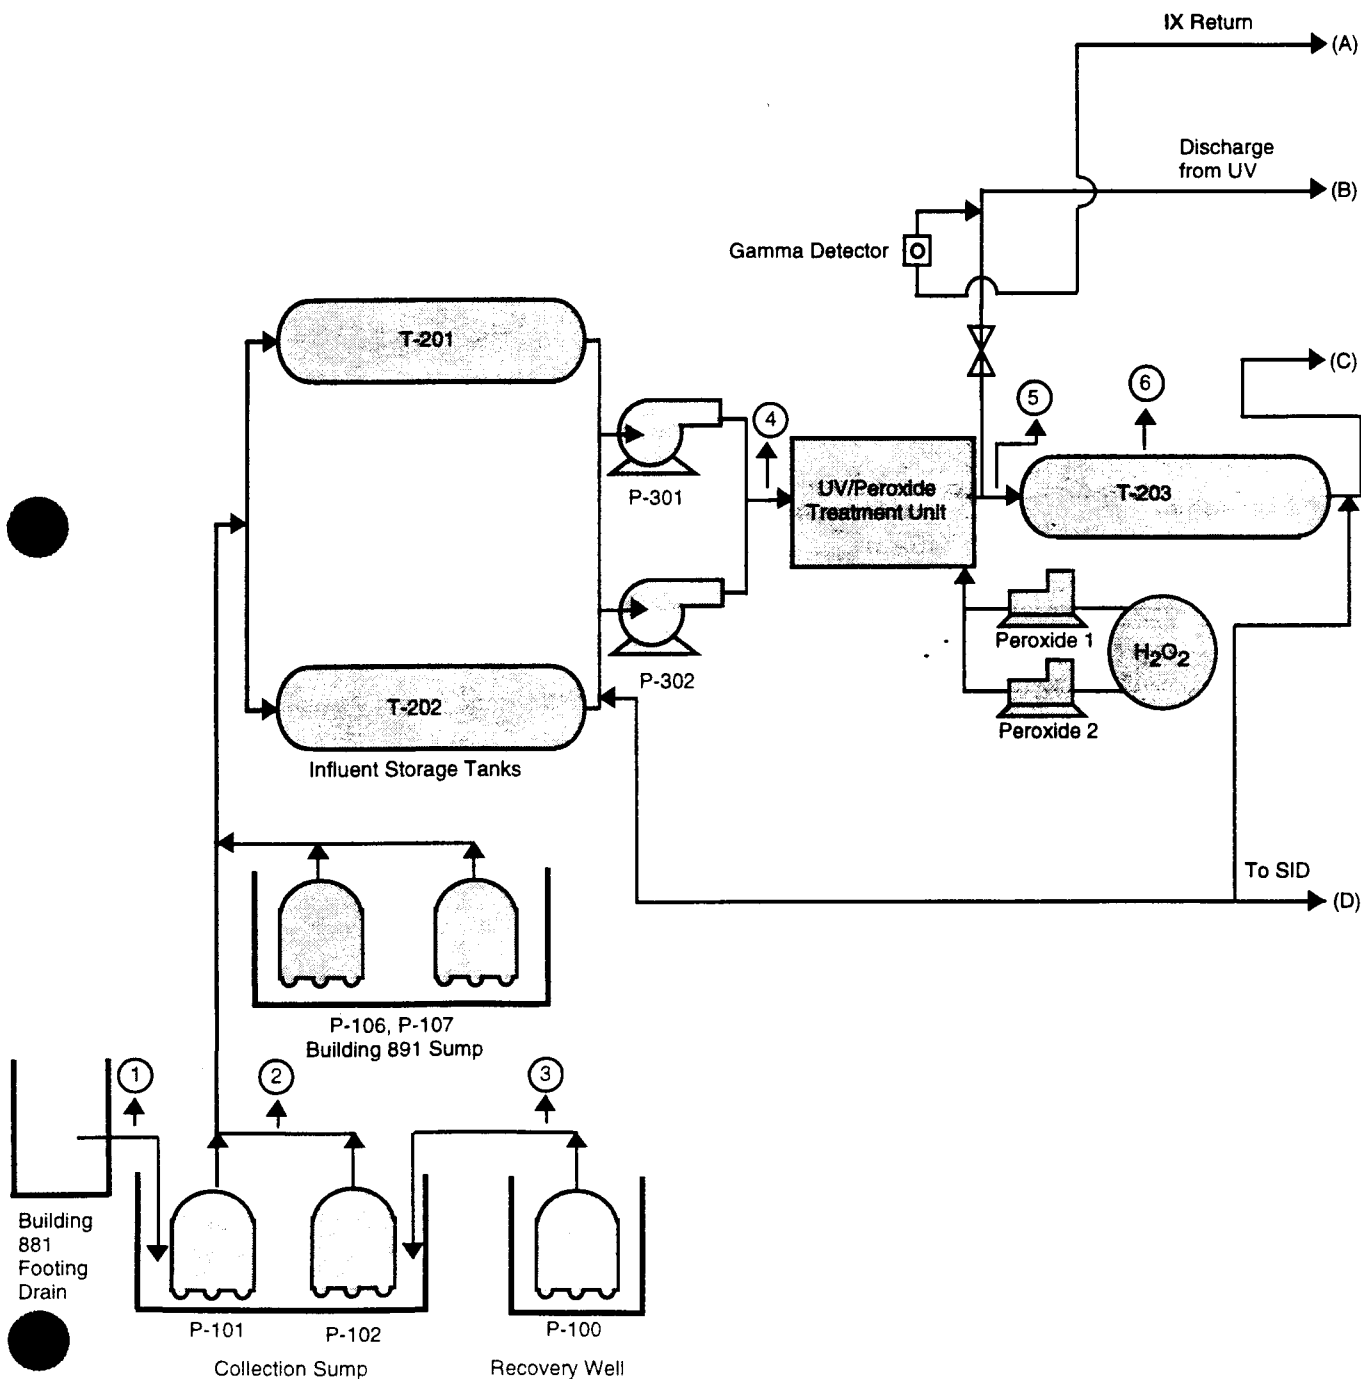 IX Return
(A)
Discharge
from UV
(B)
Gamma Detector
T-201
(C)
5
6
4
P-301
UV/Peroxide
Treatment Unit
T-203
Peroxide 1
H2O2
P-302
T-202
Peroxide 2
Influent Storage Tanks
To SID
(D)
P-106, P-107
Building 891 Sump
1
2
3
Building
881
Footing
Drain
P-101
P-102
P-100
Collection Sump
Recovery Well